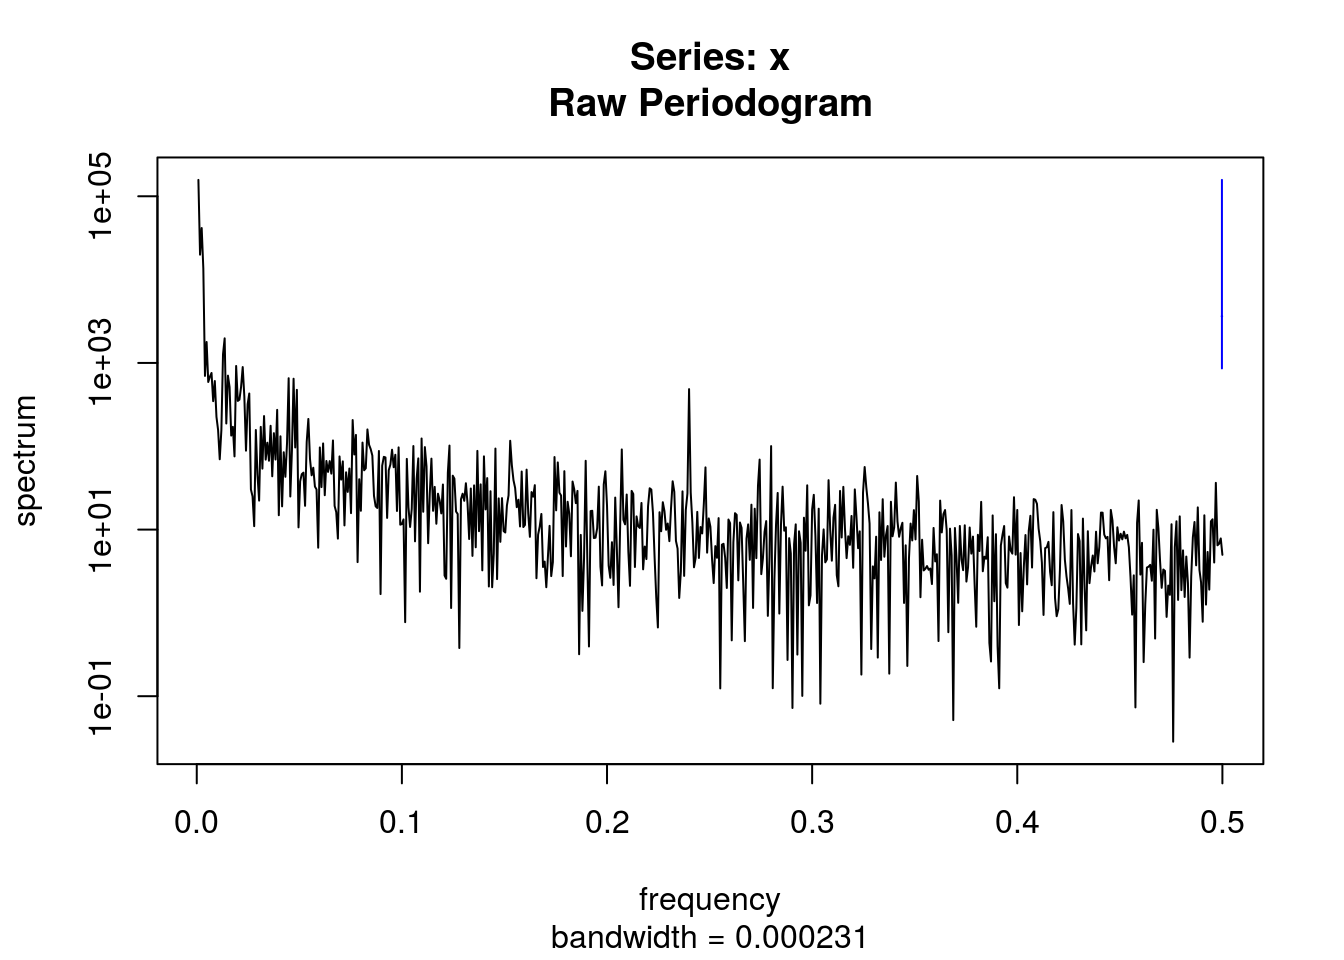 Series: x
Raw Periodogram
spectrum
1e+05
1e+03
1e+01
1e-01
0.0 0.1 0.2 0.3 0.4 0.5
frequency
bandwidth = 0.000231